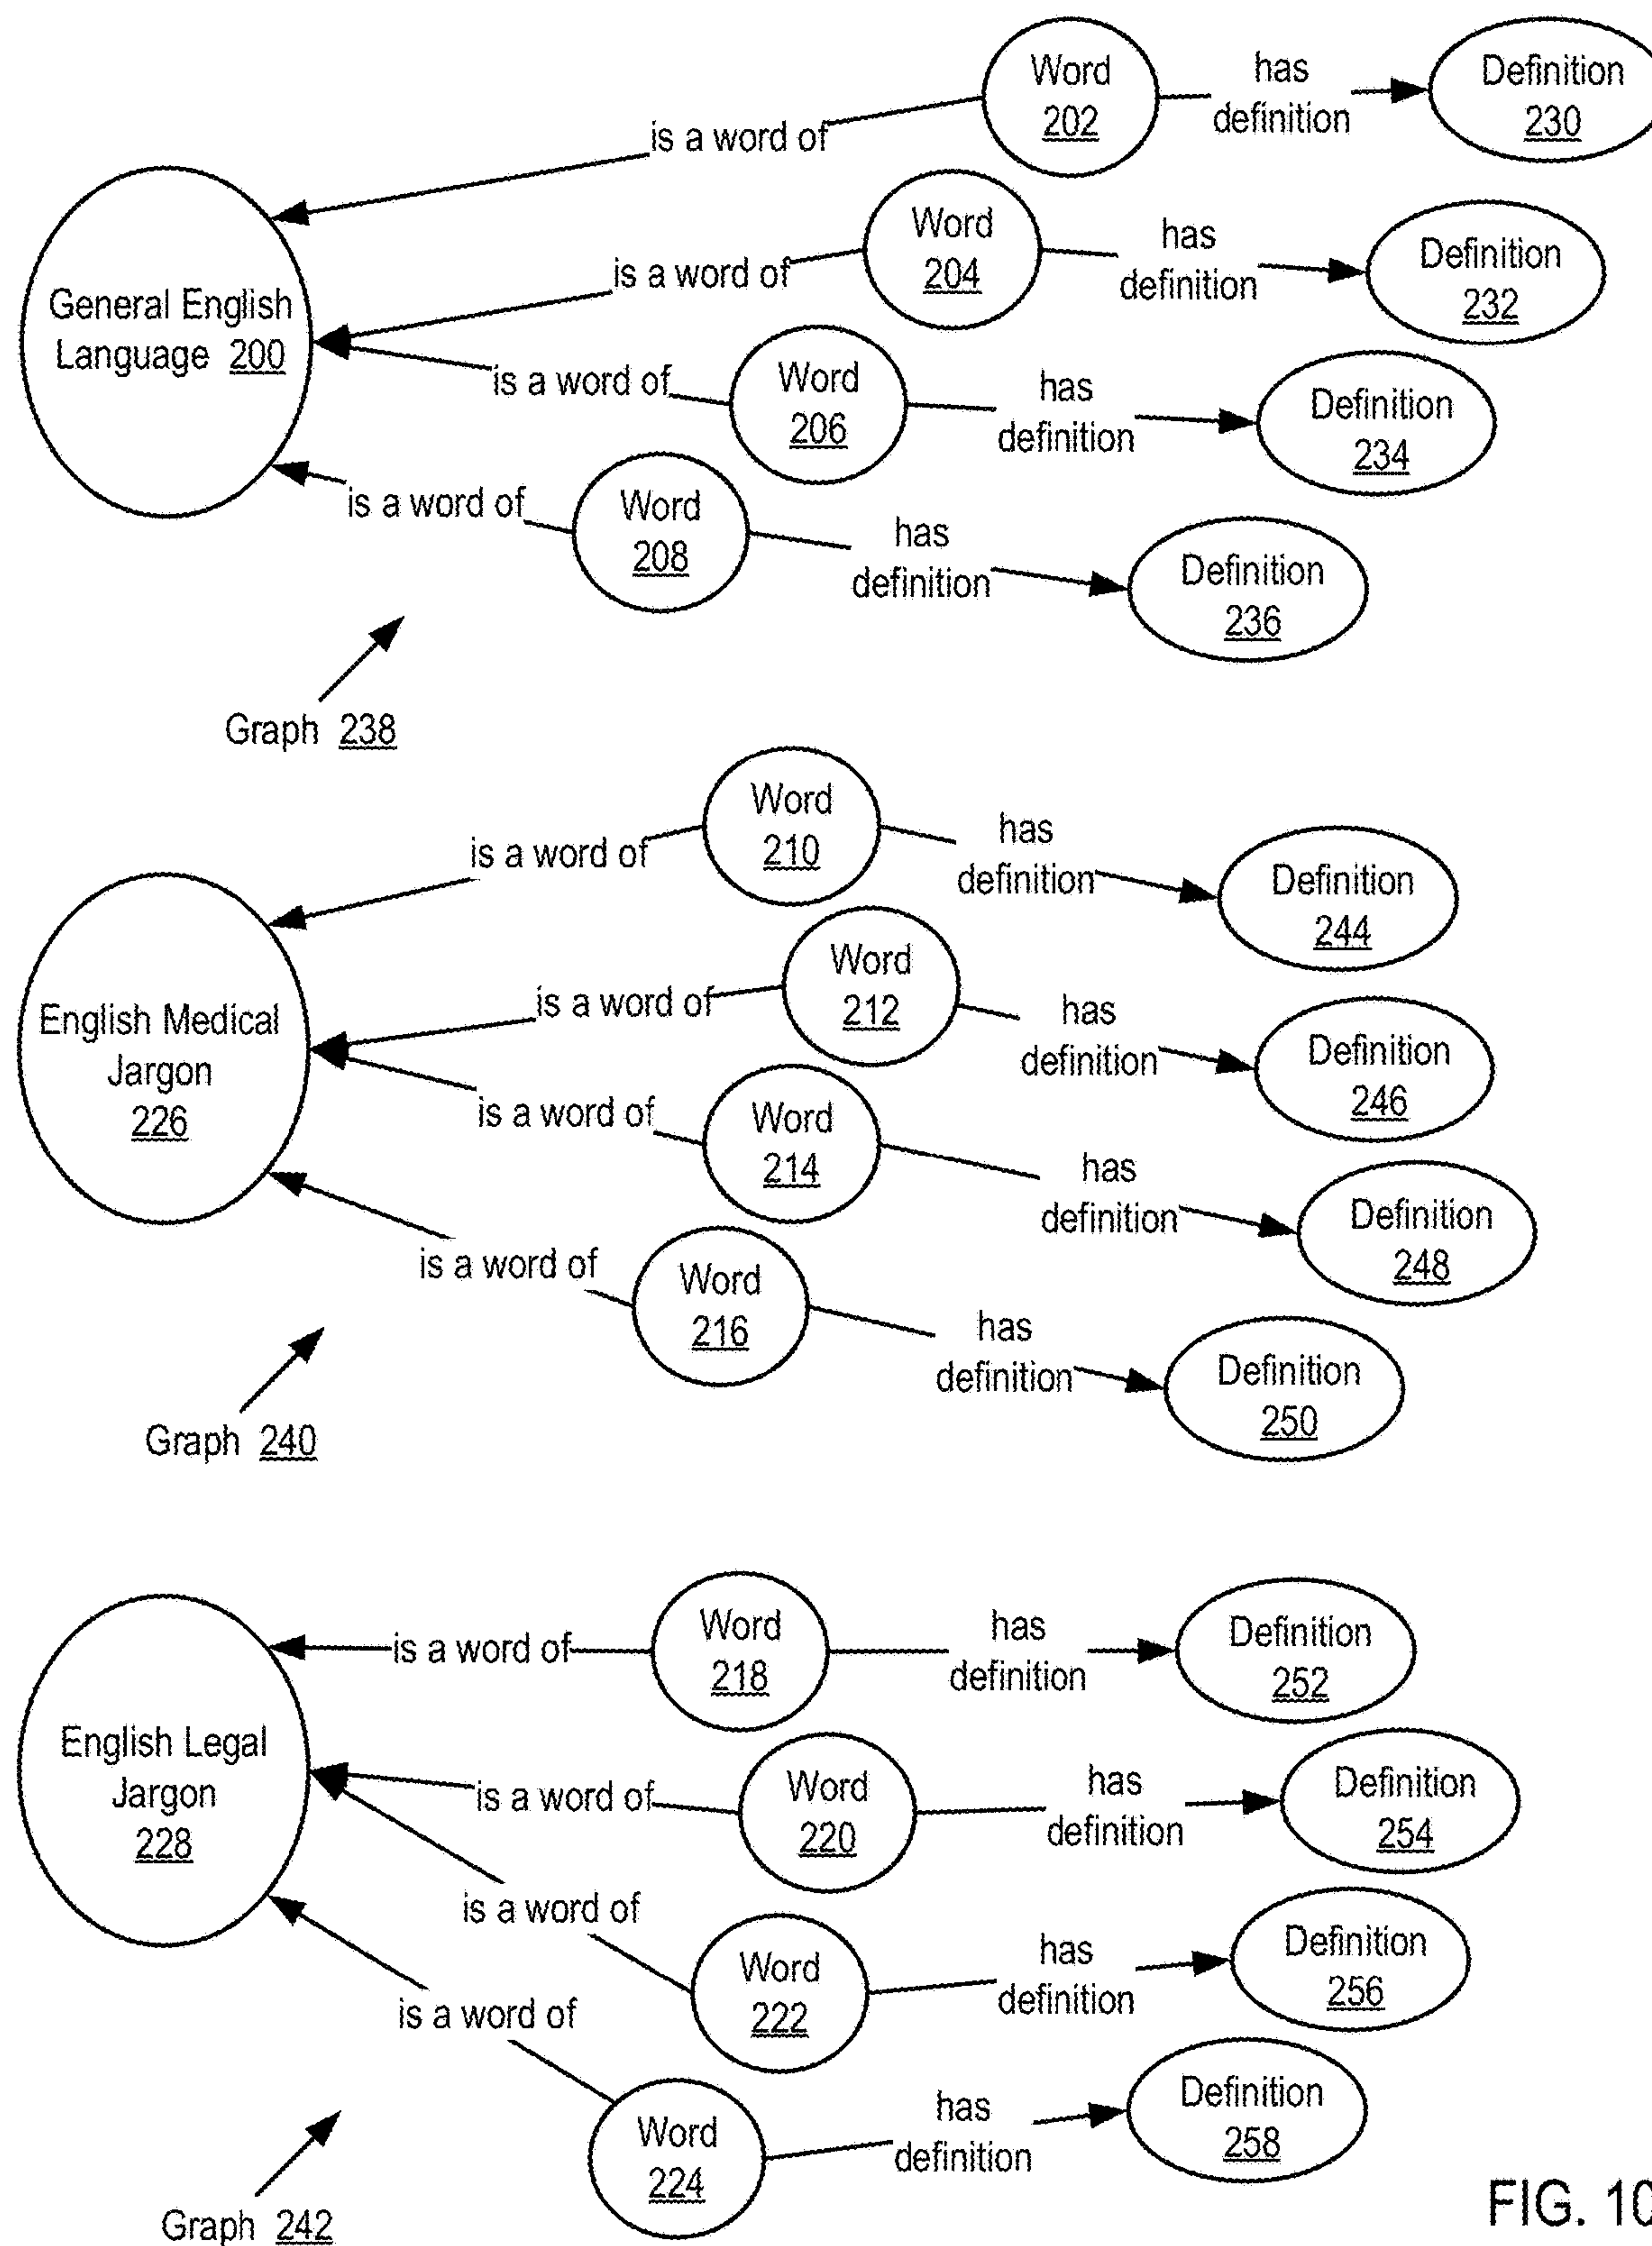 Word
202
has
definition
Definition
230
is a word of
Word
204
has
definition
Definition
232
is a word of
General English
Language 200
Word
206
has
definition
Definition
234
is a word of
Word
208
has
definition
Definition
236
is a word of
Graph 238
Word
210
has
definition
Definition
244
is a word of
Word
212
has
definition
Definition
246
is a word of
English Medical
Jargon
226
Word
214
has
definition
Definition
248
is a word of
Word
216
has
definition
Definition
250
is a word of
Graph 240
Word
218
has
definition
Definition
252
is a word of
English Legal
Jargon
228
Word
220
has
definition
Definition
254
is a word of
Word
222
has
definition
Definition
256
is a word of
Word
224
has
definition
Definition
258
is a word of
Graph 242
FIG. 10